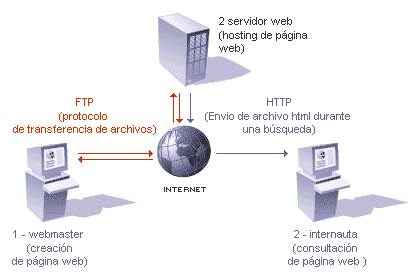 2 servidor web
(hosting de página
web)
FTP
(protocolo
de transferencia de archivos)
HTTP
(Envio de archivo html durante
una búsqueda)
INTERNET
1 - webmaster
(creación
de página web)
2 - internauta
(consultación
de página web )